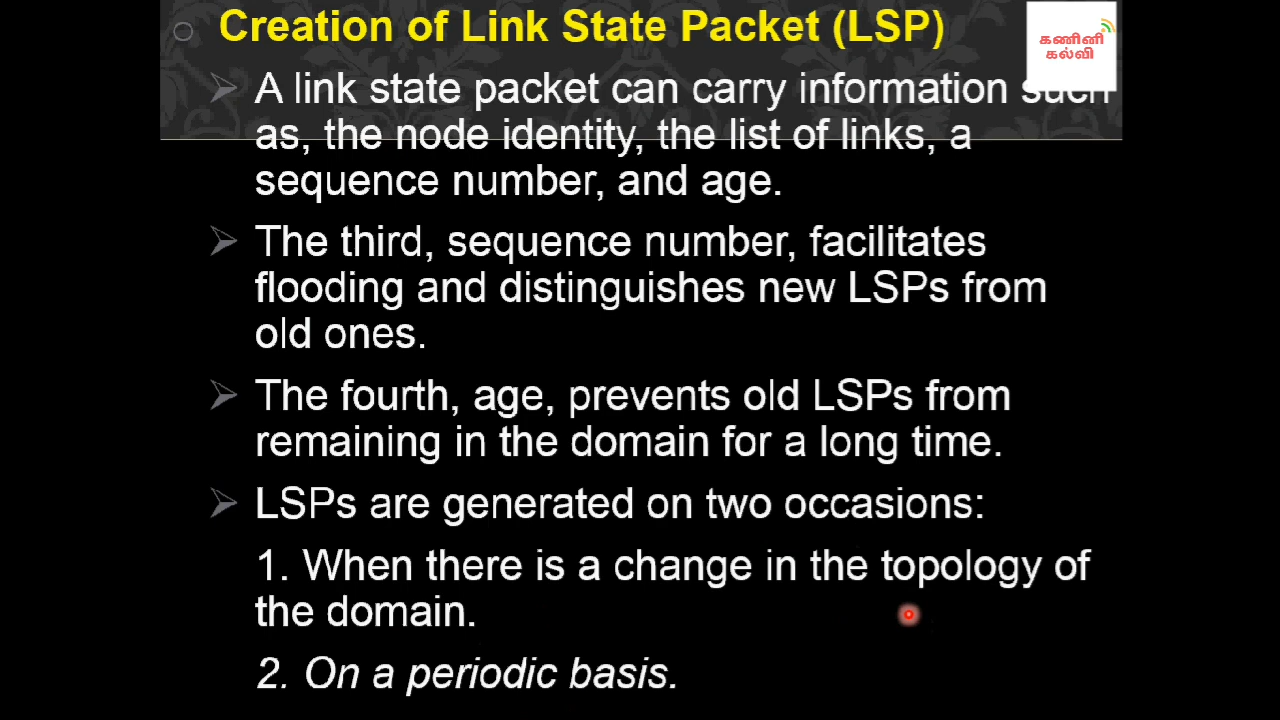 Creation of Link State Packet (LSP)
கணினி
கல்வி
A link state packet can carry information such
as, the node identity, the list of links, a
sequence number, and age.
The third, sequence number, facilitates
flooding and distinguishes new LSPs from
old ones.
The fourth, age, prevents old LSPs from
remaining in the domain for a long time.
LSPs are generated on two occasions:
1. When there is a change in the topology of
the domain.
2. On a periodic basis.